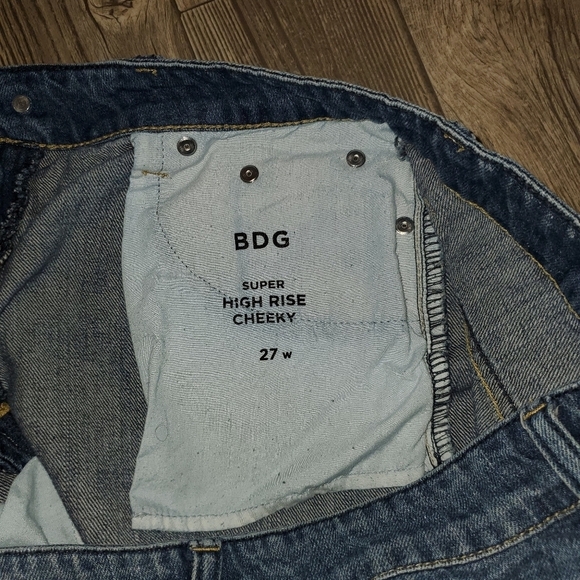 BDG
SUPER
HIGH RISE
CHEEKY
27 W